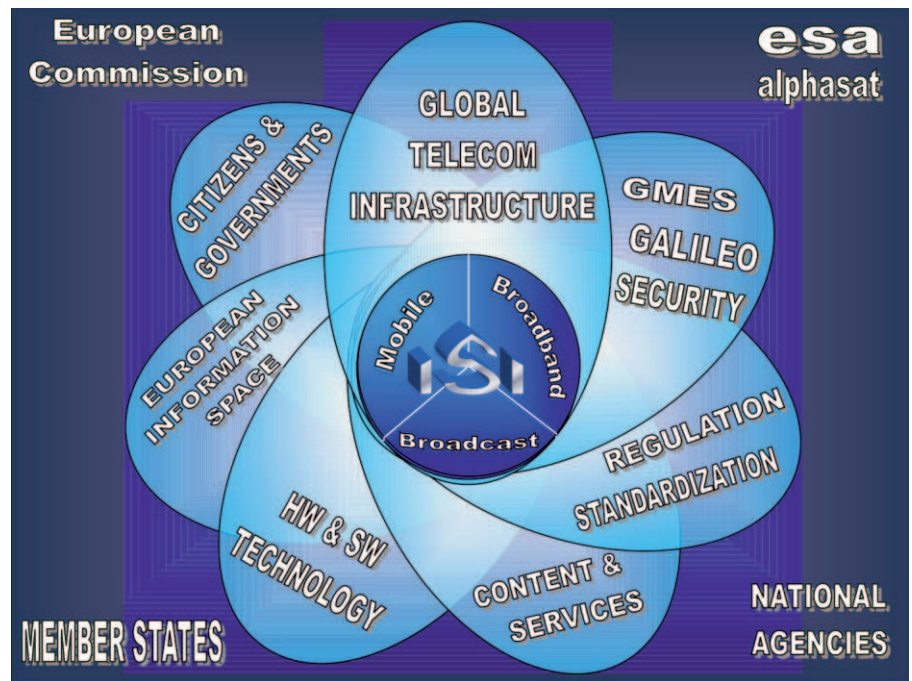 European
Commission
esa
alphasat
GLOBAL
TELECOM
INFRASTRUCTURE
CITIZENS &
GOVERNMENTS
GMES
GALILEO
SECURITY
EUROPEAN
INFORMATION
SPACE
Mobile
Broadband
iSi
Broadcast
REGULATION
STANDARDIZATION
HW & SW
TECHNOLOGY
CONTENT &
SERVICES
MEMBER STATES
NATIONAL
AGENCIES